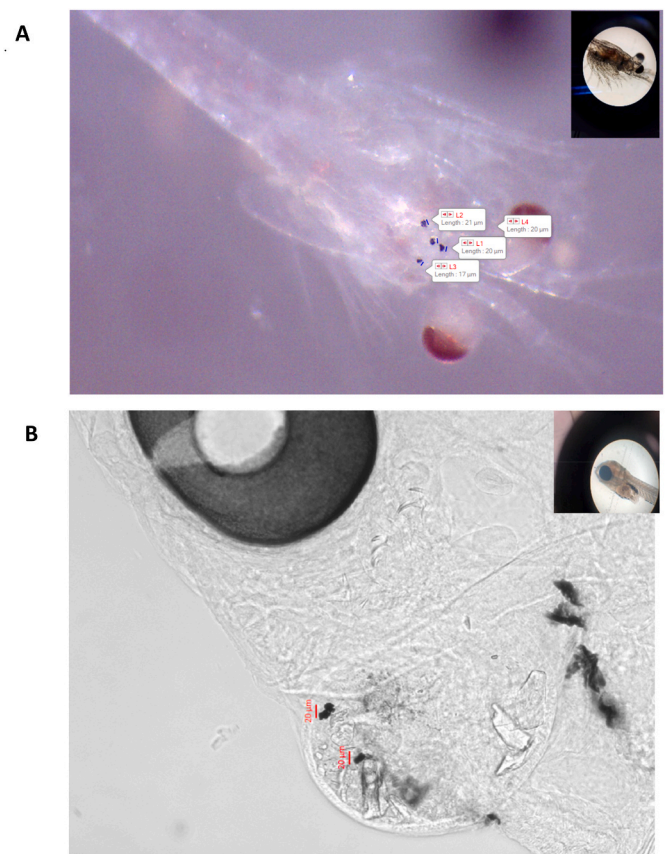 A
L2
Length : 21 µm
L4
Length : 20 µm
L1
Length : 20 µm
L3
Length : 17 µm
B
20 µm
20 µm